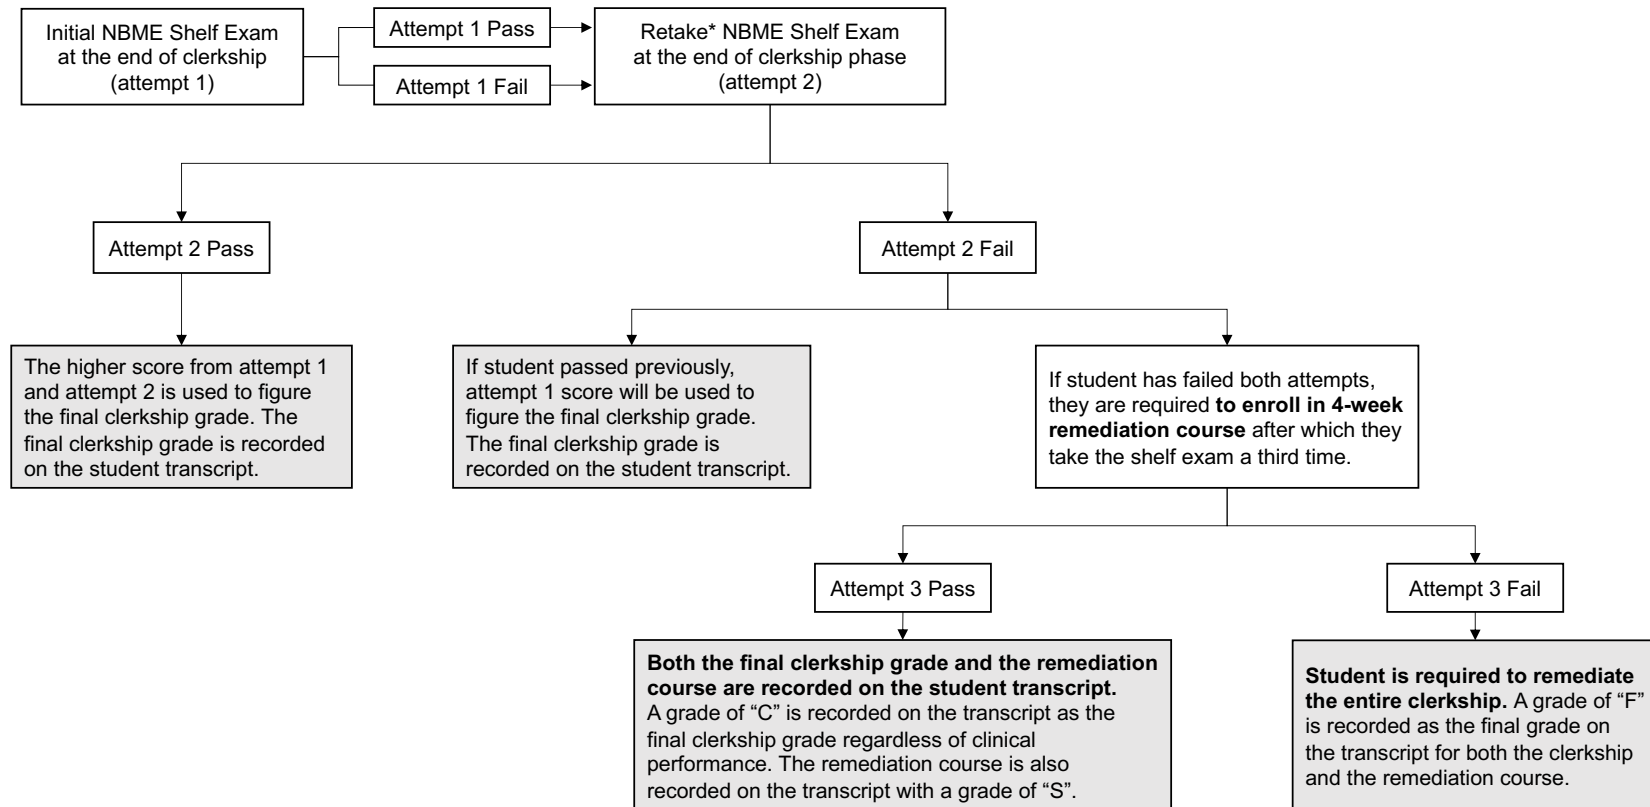 Initial NBME Shelf Exam
at the end of clerkship
(attempt 1)
Attempt 1 Pass
Attempt 1 Fail
Retake* NBME Shelf Exam
at the end of clerkship phase
(attempt 2)
Attempt 2 Pass
Attempt 2 Fail
The higher score from attempt 1
and attempt 2 is used to figure
the final clerkship grade. The
final clerkship grade is recorded
on the student transcript.
If student passed previously,
attempt 1 score will be used to
figure the final clerkship grade.
The final clerkship grade is
recorded on the student transcript.
If student has failed both attempts,
they are required to enroll in 4-week
remediation course after which they
take the shelf exam a third time.
Attempt 3 Pass
Attempt 3 Fail
Both the final clerkship grade and the remediation
course are recorded on the student transcript.
A grade of “C” is recorded on the transcript as the
final clerkship grade regardless of clinical
performance. The remediation course is also
recorded on the transcript with a grade of “S”.
Student is required to remediate
the entire clerkship. A grade of “F”
is recorded as the final grade on
the transcript for both the clerkship
and the remediation course.